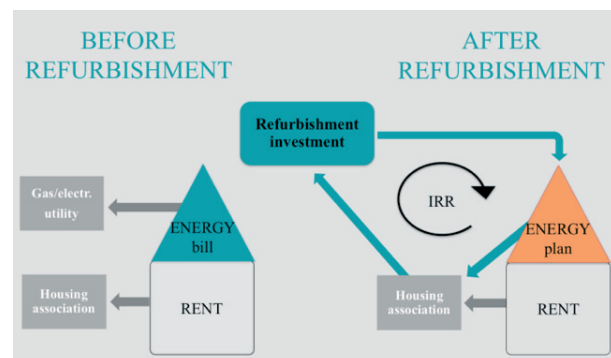 BEFORE
REFURBISHMENT
AFTER
REFURBISHMENT
Refurbishment
investment
Gas/electr.
utility
ENERGY
bill
Housing
association
RENT
IRR
ENERGY
plan
Housing
association
RENT